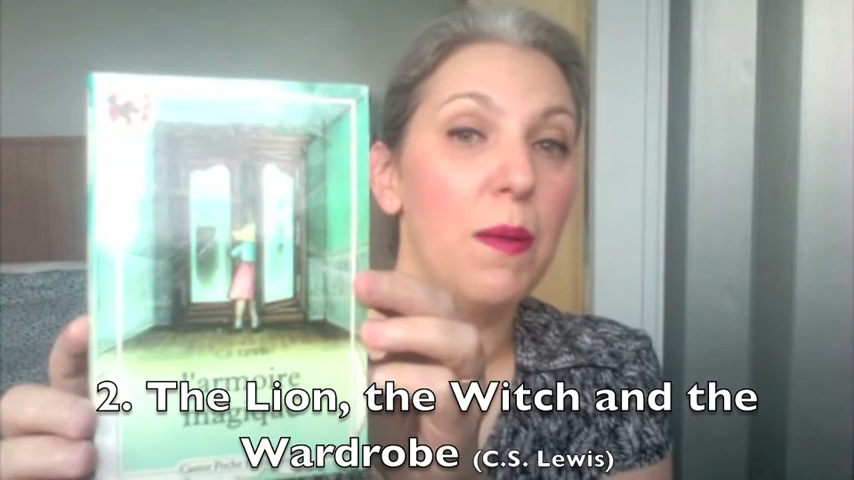 C.S. LEWIS
l'armoire
magique
Castor Poche
2. The Lion, the Witch and the
Wardrobe (C.S. Lewis)